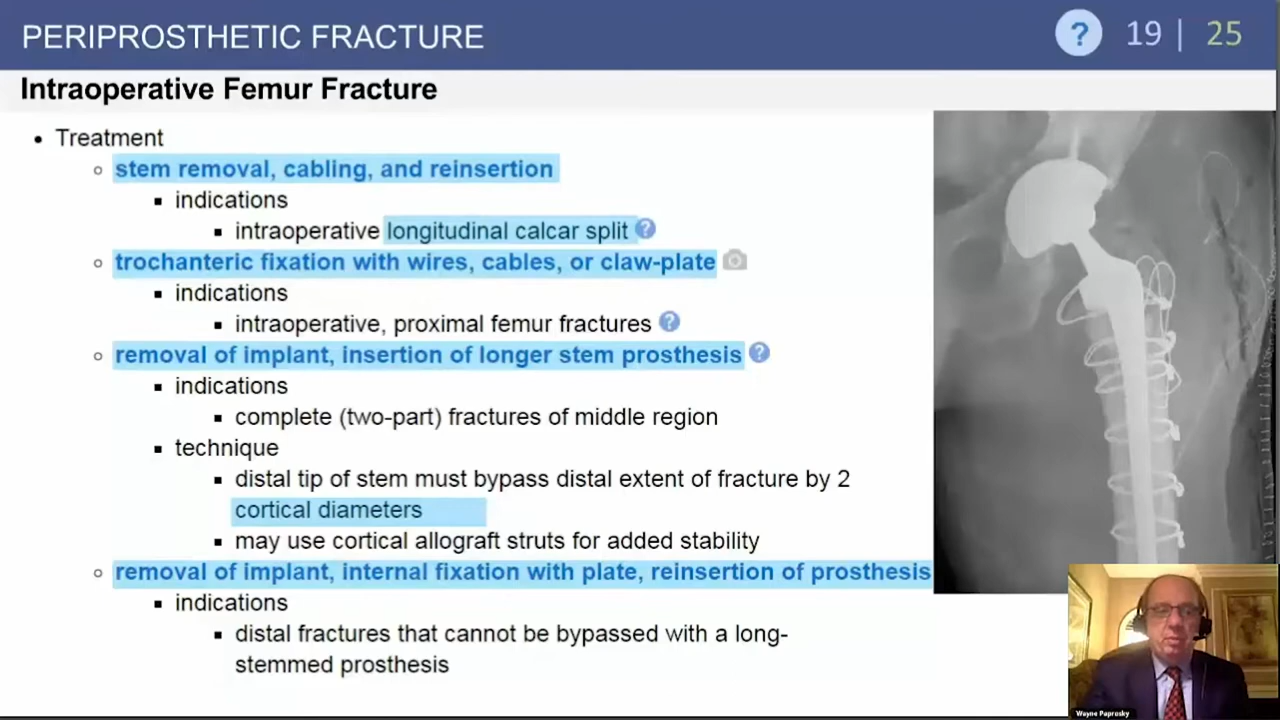 PERIPROSTHETIC FRACTURE
? 19 | 25
Intraoperative Femur Fracture
• Treatment
stem removal, cabling, and reinsertion
indications
intraoperative longitudinal calcar split ?
trochanteric fixation with wires, cables, or claw-plate
indications
intraoperative, proximal femur fractures ?
removal of implant, insertion of longer stem prosthesis ?
indications
complete (two-part) fractures of middle region
technique
distal tip of stem must bypass distal extent of fracture by 2
cortical diameters
may use cortical allograft struts for added stability
removal of implant, internal fixation with plate, reinsertion of prosthesis
indications
distal fractures that cannot be bypassed with a long-
stemmed prosthesis
Wayne Paprosky